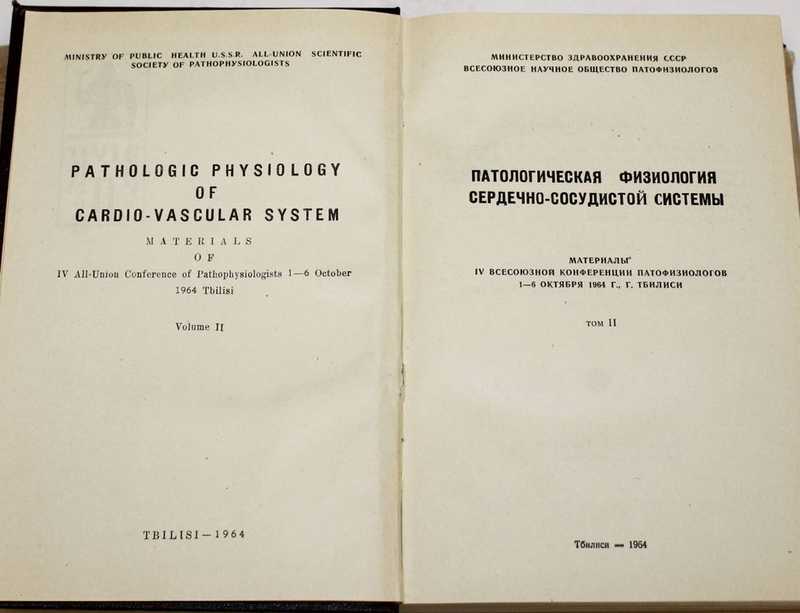 MINISTRY OF PUBLIC HEALTH U.S.S.R. ALL-UNION SCIENTIFIC
SOCIETY OF PATHOPHYSIOLOGISTS
PATHOLOGIC PHYSIOLOGY
OF
CARDIO-VASCULAR SYSTEM
MATERIALS
OF
IV All-Union Conference of Pathophysiologists 1—6 October
1964 Tbilisi
Volume II
TBILISI—1964
МИНИСТЕРСТВО ЗДРАВООХРАНЕНИЯ СССР
ВСЕСОЮЗНОЕ НАУЧНОЕ ОБЩЕСТВО ПАТОФИЗИОЛОГОВ
ПАТОЛОГИЧЕСКАЯ ФИЗИОЛОГИЯ
СЕРДЕЧНО-СОСУДИСТОЙ СИСТЕМЫ
МАТЕРИАЛЫ
IV ВСЕСОЮЗНОЙ КОНФЕРЕНЦИИ ПАТОФИЗИОЛОГОВ
1—6 ОКТЯБРЯ 1964 Г., Г. ТБИЛИСИ
ТОМ II
Тбилиси — 1964